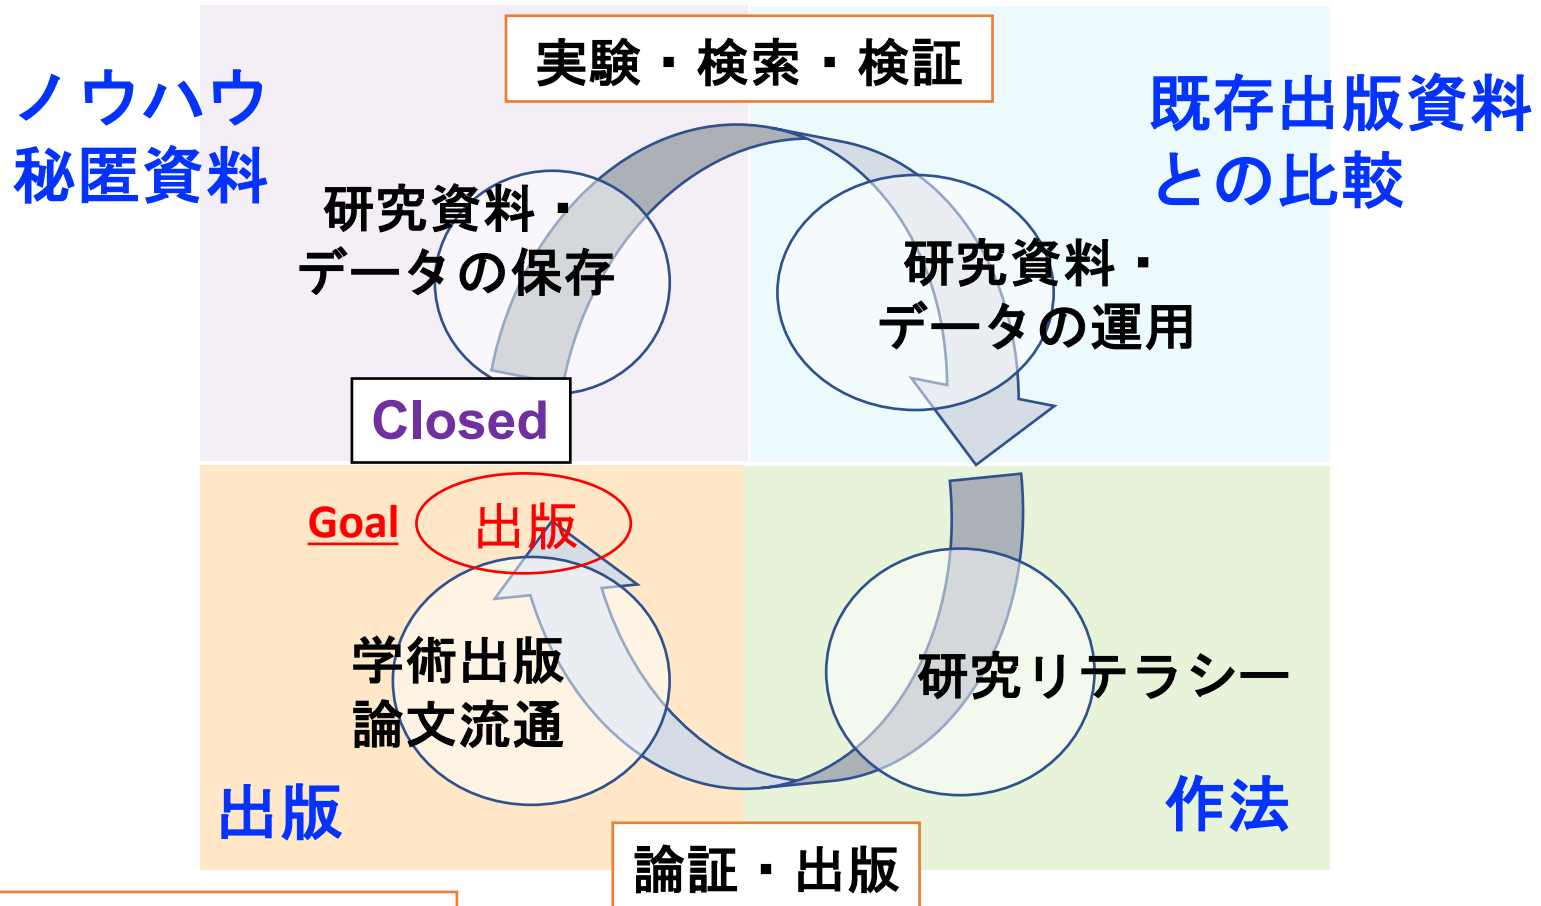 実験・検索・検証
ノウハウ
秘匿資料
既存出版資料
との比較
研究資料・
データの保存
研究資料・
データの運用
Closed
Goal
出版
学術出版
論文流通
研究リテラシー
出版
作法
論証・出版